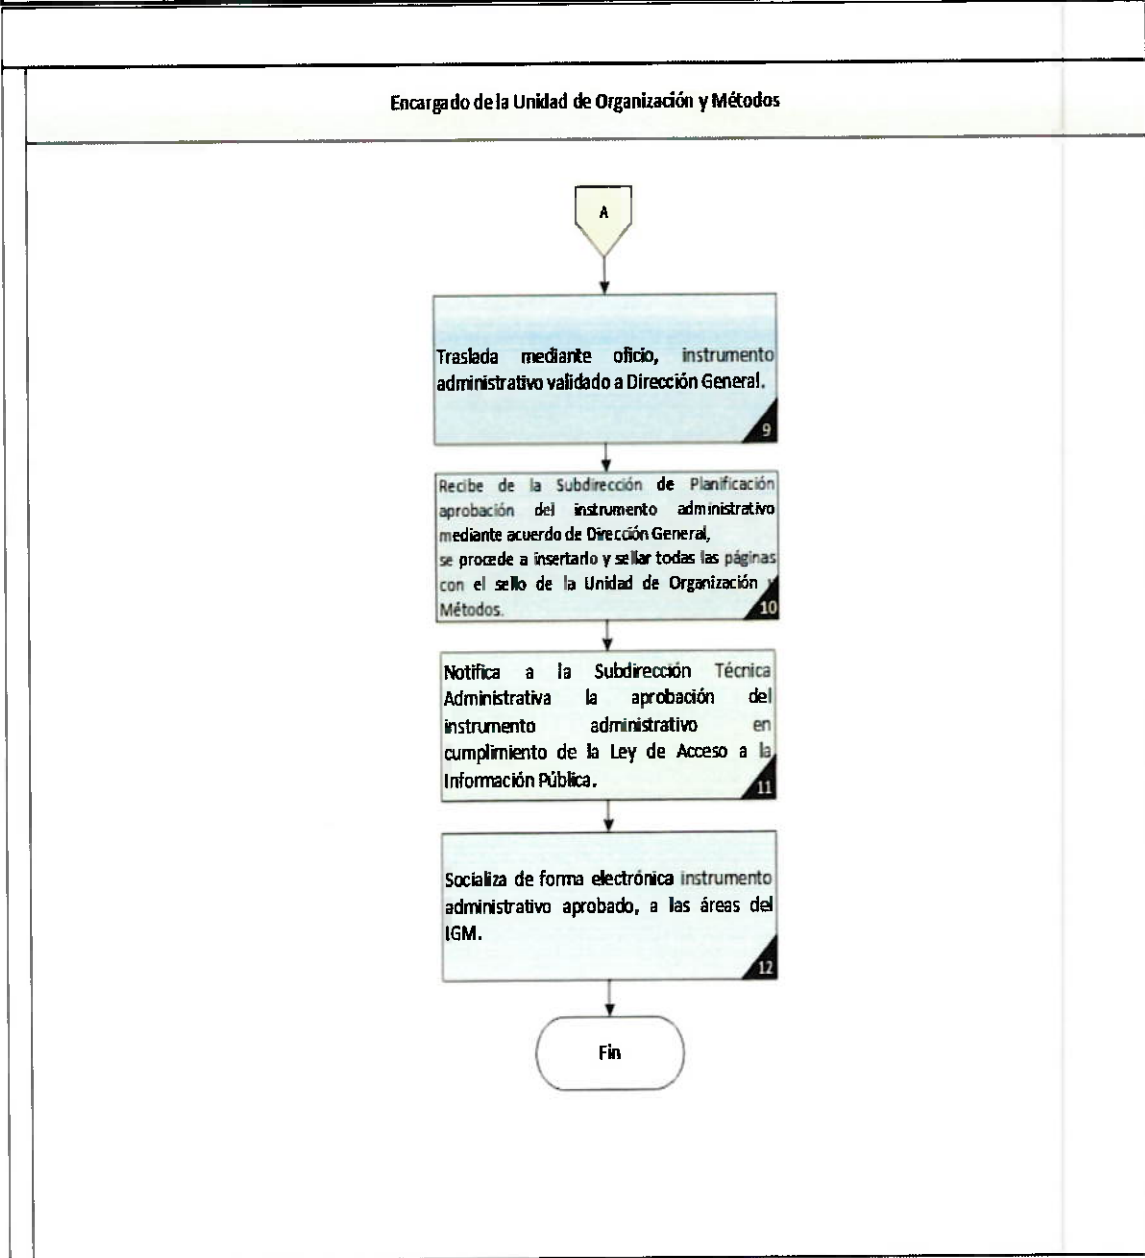 Encargado de la Unidad de Organización y Métodos
A
Traslada mediante oficio, instrumento
administrativo validado a Dirección General.
9
Recibe de la Subdirección de Planificación
aprobación del instrumento administrativo
mediante acuerdo de Dirección General,
se procede a insertarlo y sellar todas las páginas
con el sello de la Unidad de Organización y
Métodos.
10
Notifica a la Subdirección Técnica
Administrativa la aprobación del
instrumento administrativo en
cumplimiento de la Ley de Acceso a la
Información Pública.
11
Socializa de forma electrónica instrumento
administrativo aprobado, a las áreas del
IGM.
12
Fin